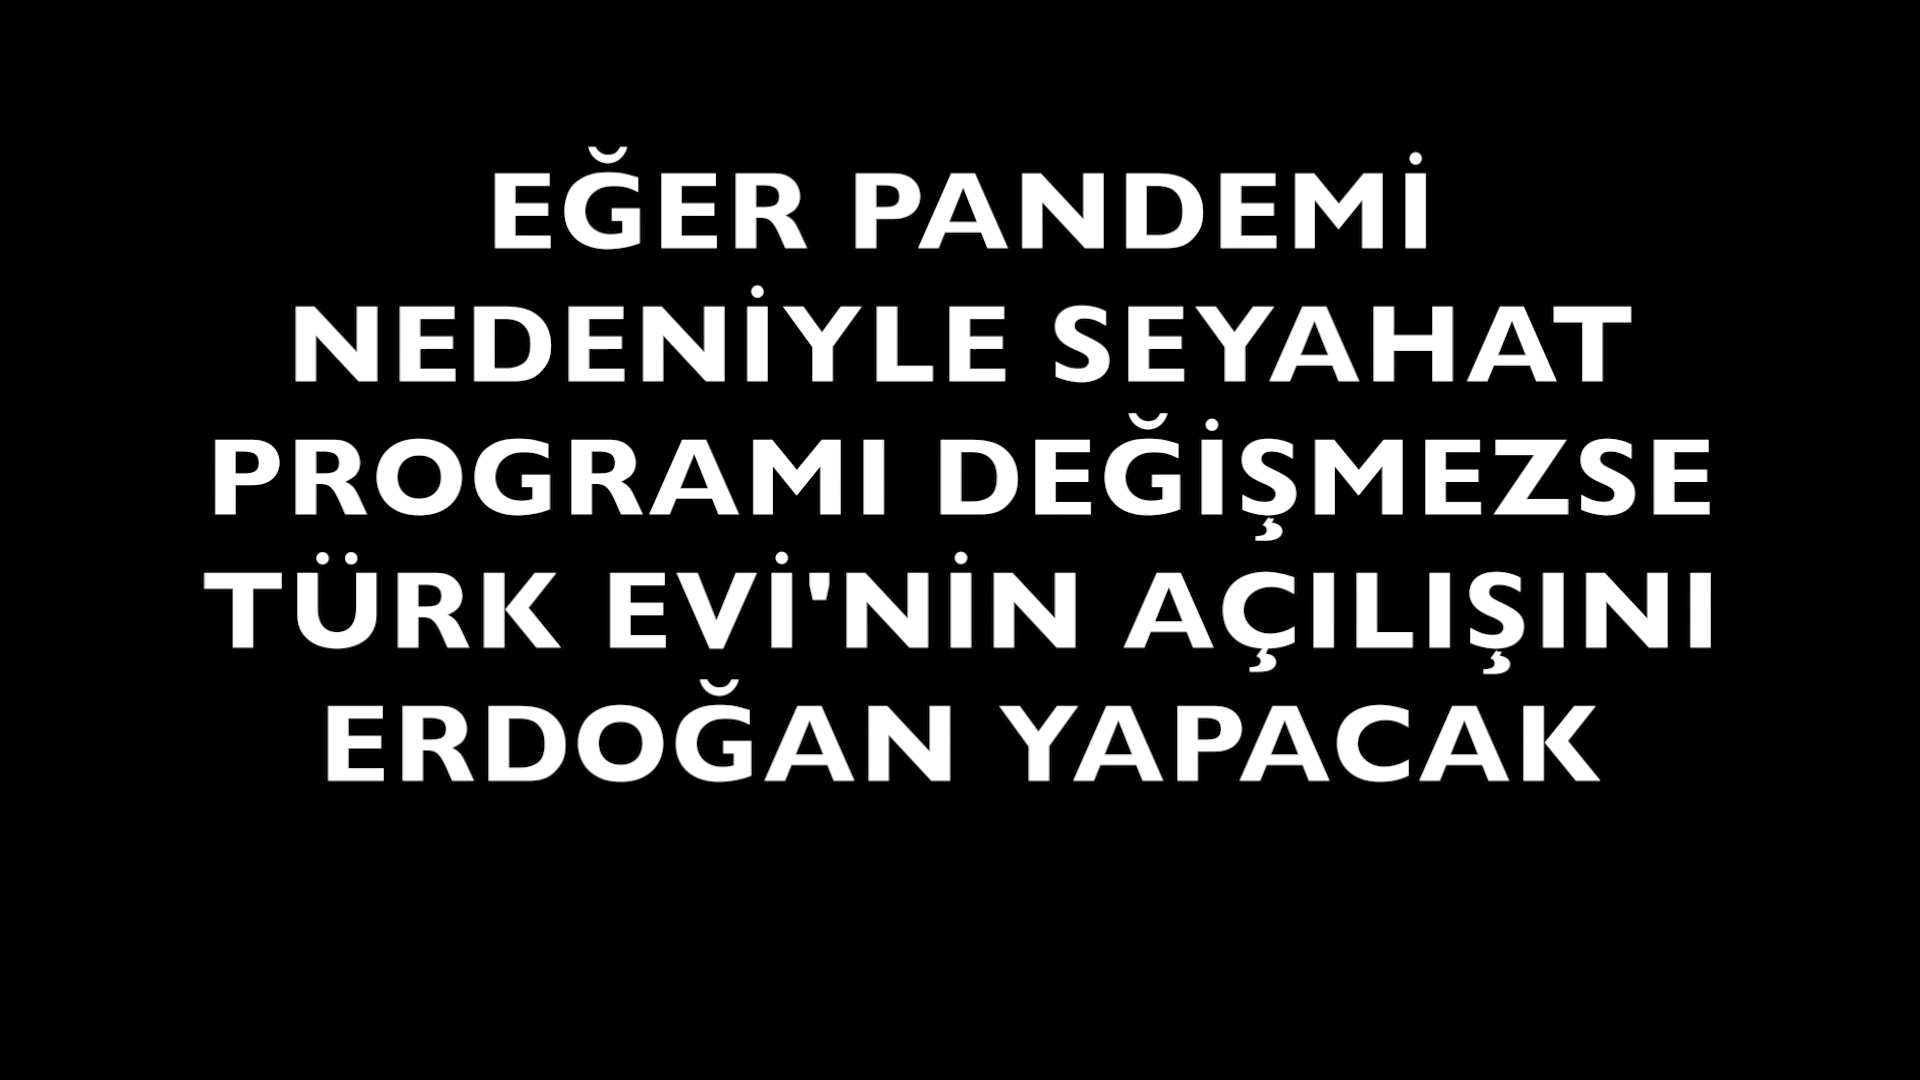 EĞER PANDEMİ
NEDENİYLE SEYAHAT
PROGRAMI DEĞİŞMEZSE
TÜRK EVİ'NİN AÇILIŞINI
ERDOĞAN YAPACAK